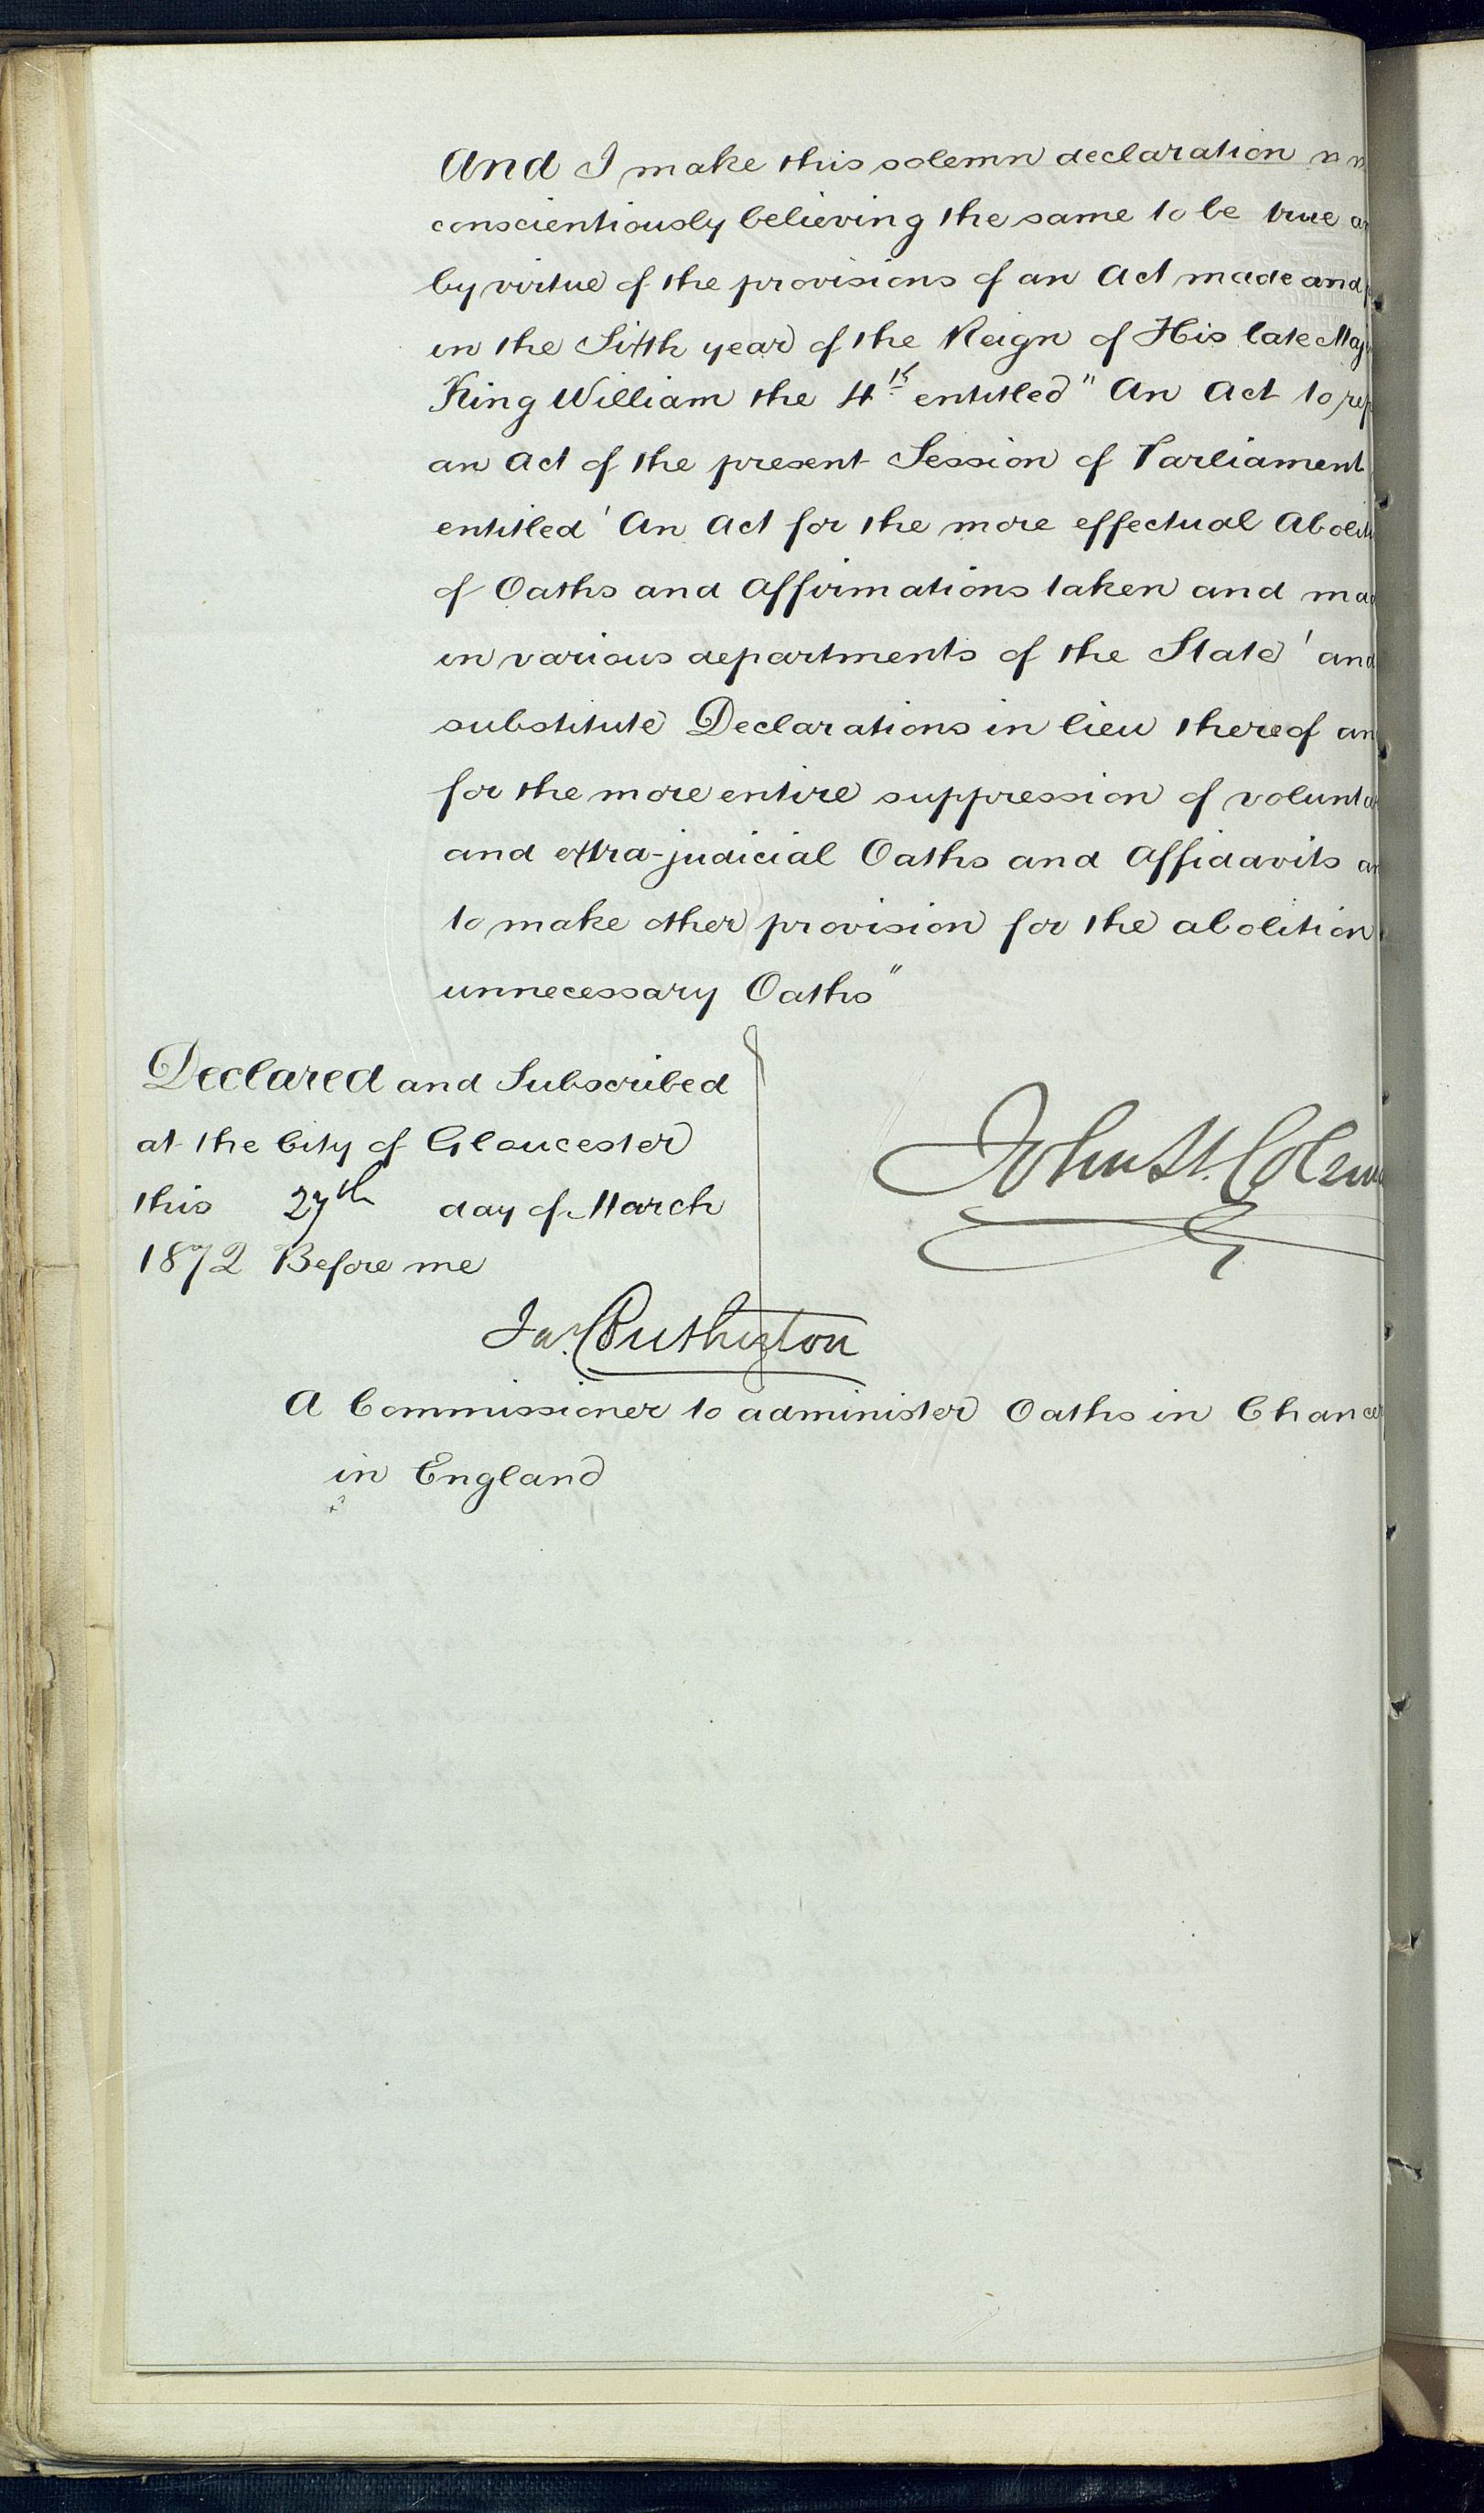 And I make this solemn declaration
conscientiously believing the same to be true
by virtue of the provisions of an Act made and
in the Sixth year of the Reign of His late
King William the 4th entitled "An Act to
an Act of the present Session of Parliament
entitled 'An Act for the more effectual
of Oaths and Affirmations taken and
in various departments of the State' and
substitute Declarations in lieu thereof
for the more entire suppression of
and extra-judicial Oaths and Affidavits
to make other provision for the abolition
unnecessary Oaths"
Declared and Subscribed
at the City of Gloucester
this 27th day of March
1872 Before me
John
A Commissioner to administer Oaths in
in England